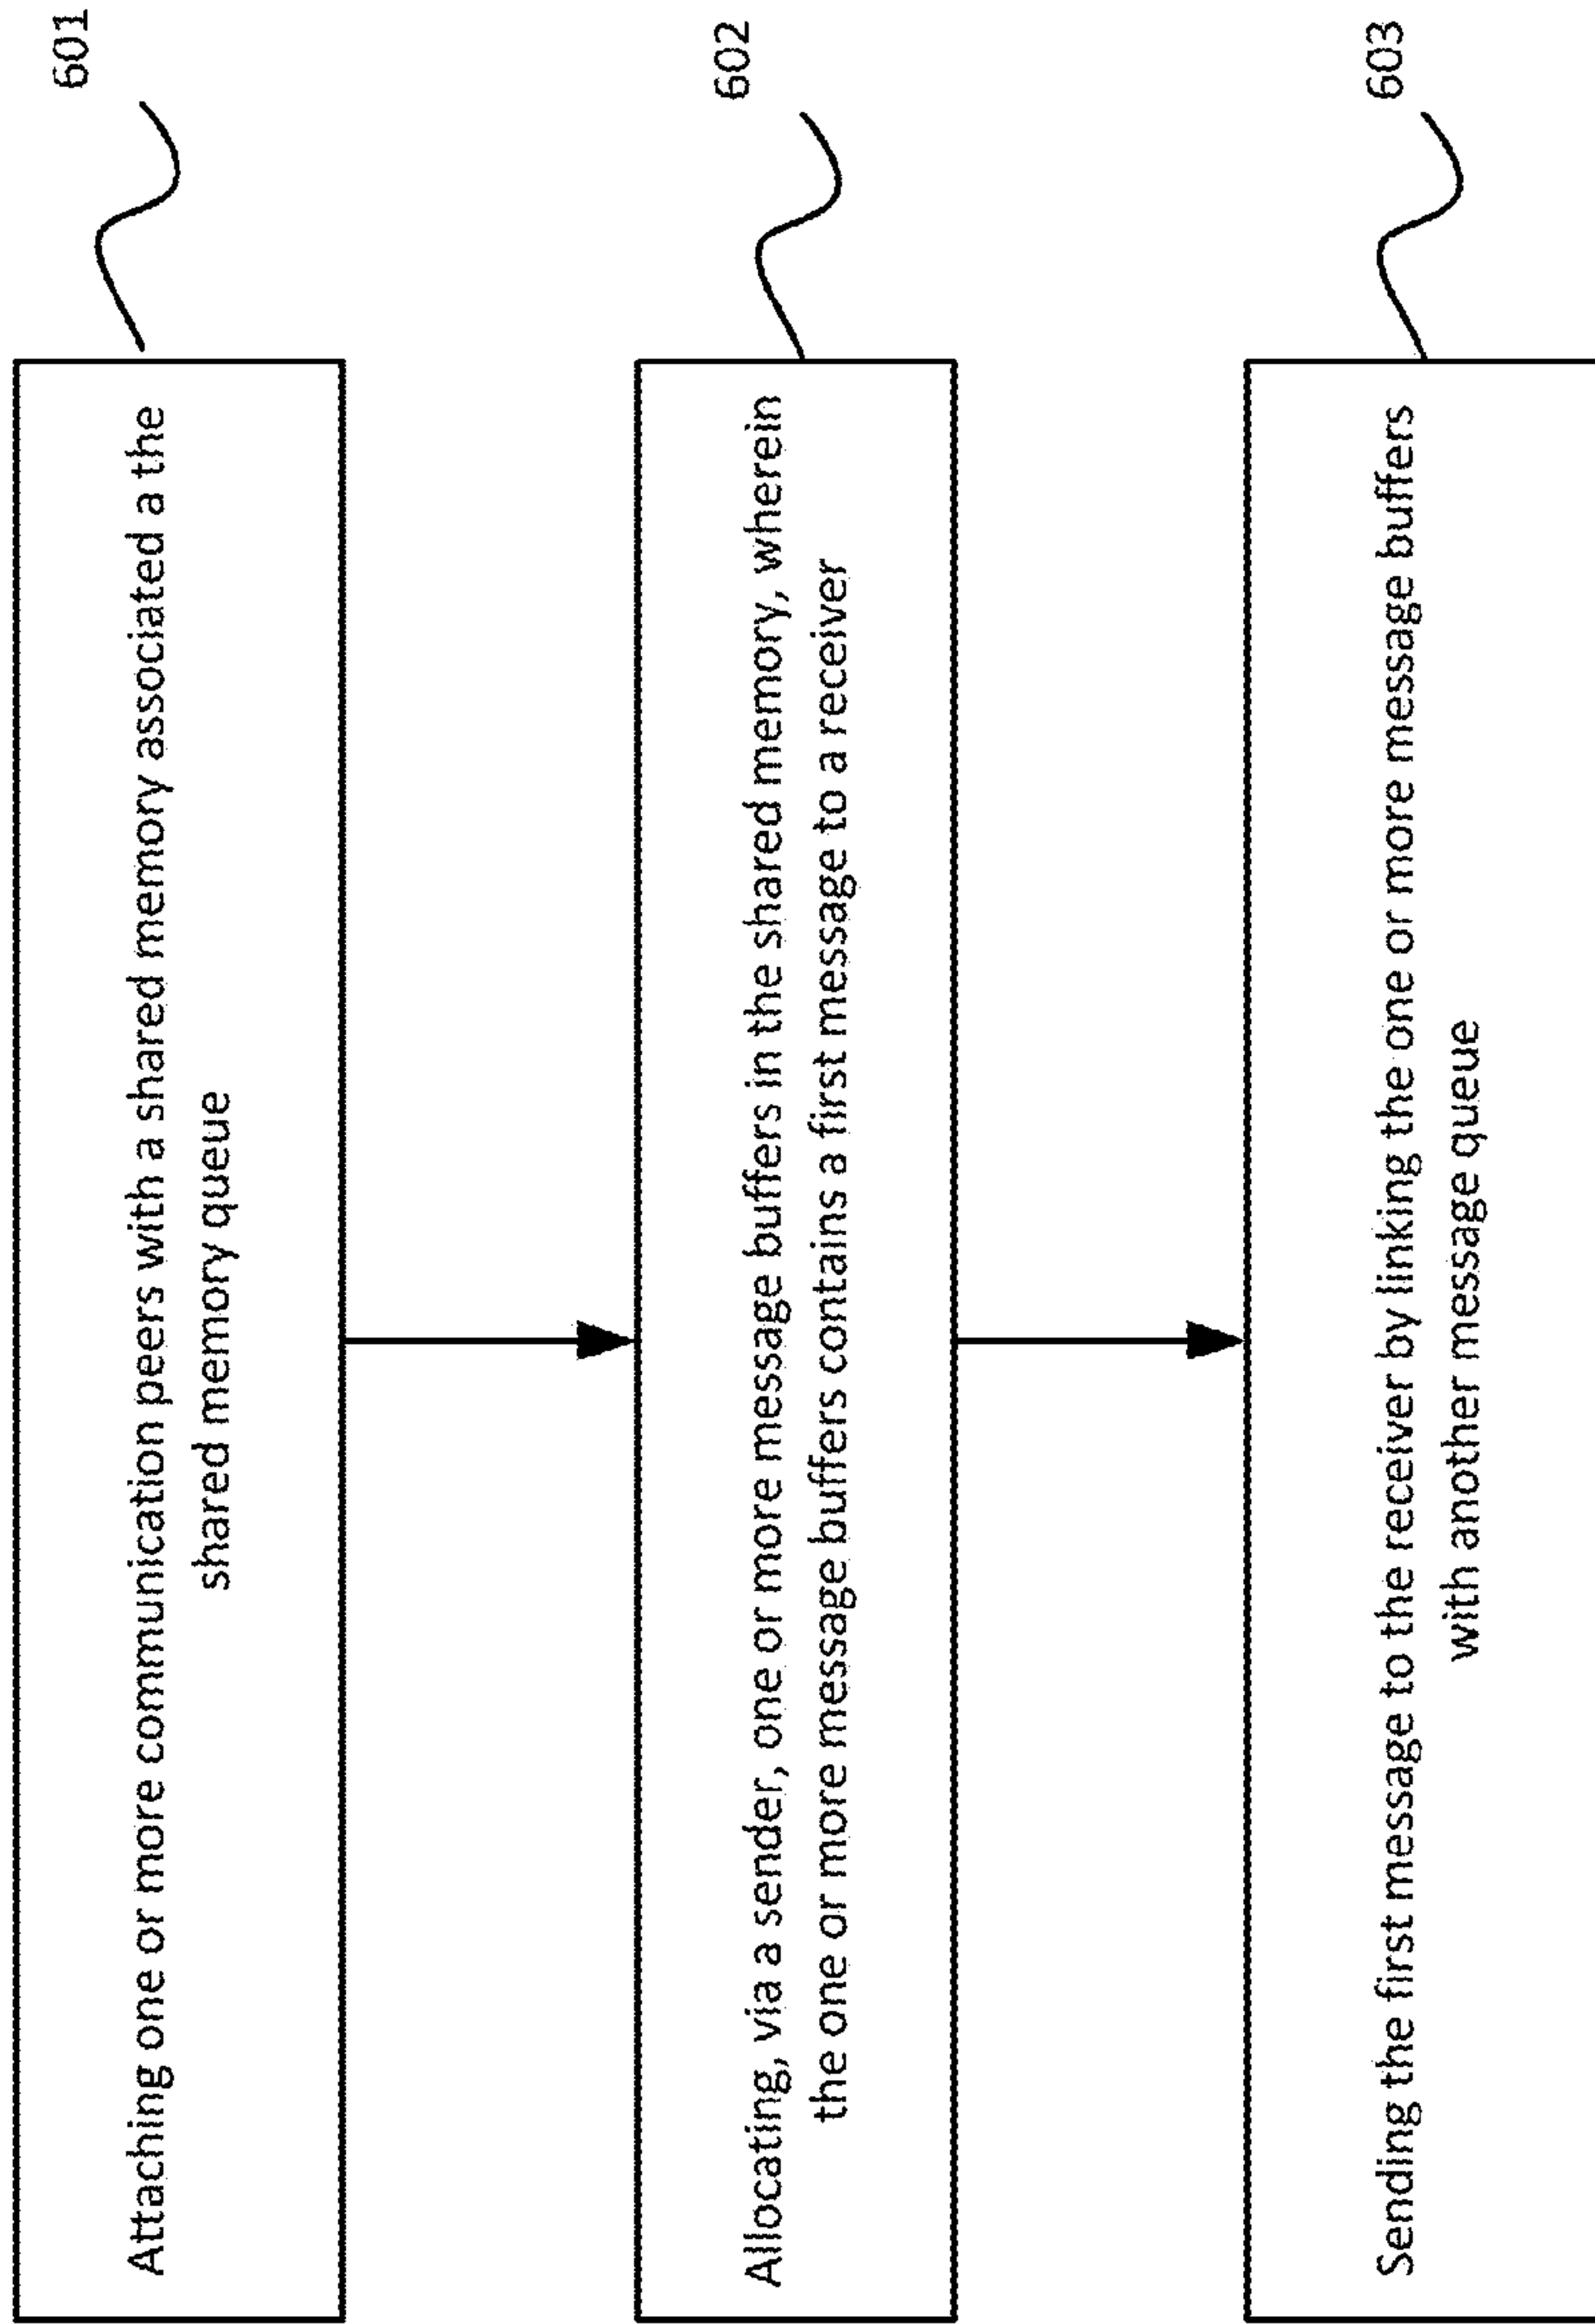 601
Attaching one or more communication peers with a shared memory associated a the
shared memory queue
602
Allocating, via a sender, one or more message buffers in the shared memory, wherein
the one or more message buffers contains a first message to a receiver
603
Sending the first message to the receiver by linking the one or more message buffers
with another message queue